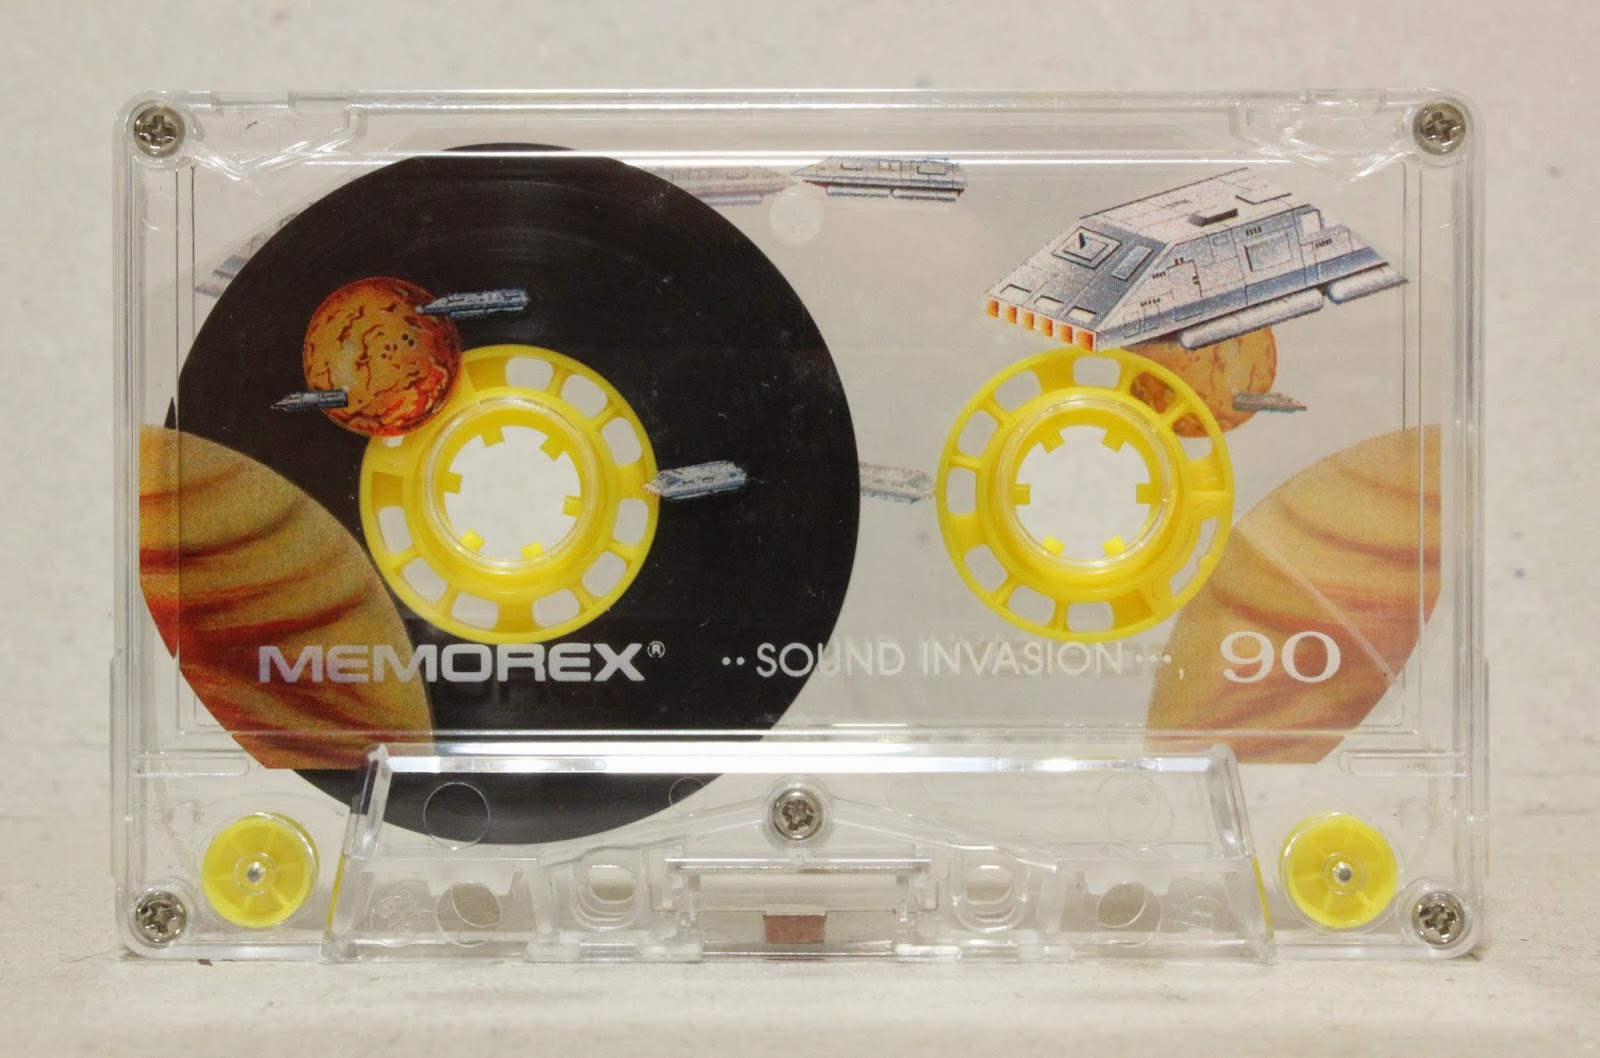 MEMOREX® ••SOUND INVASION•••, 90